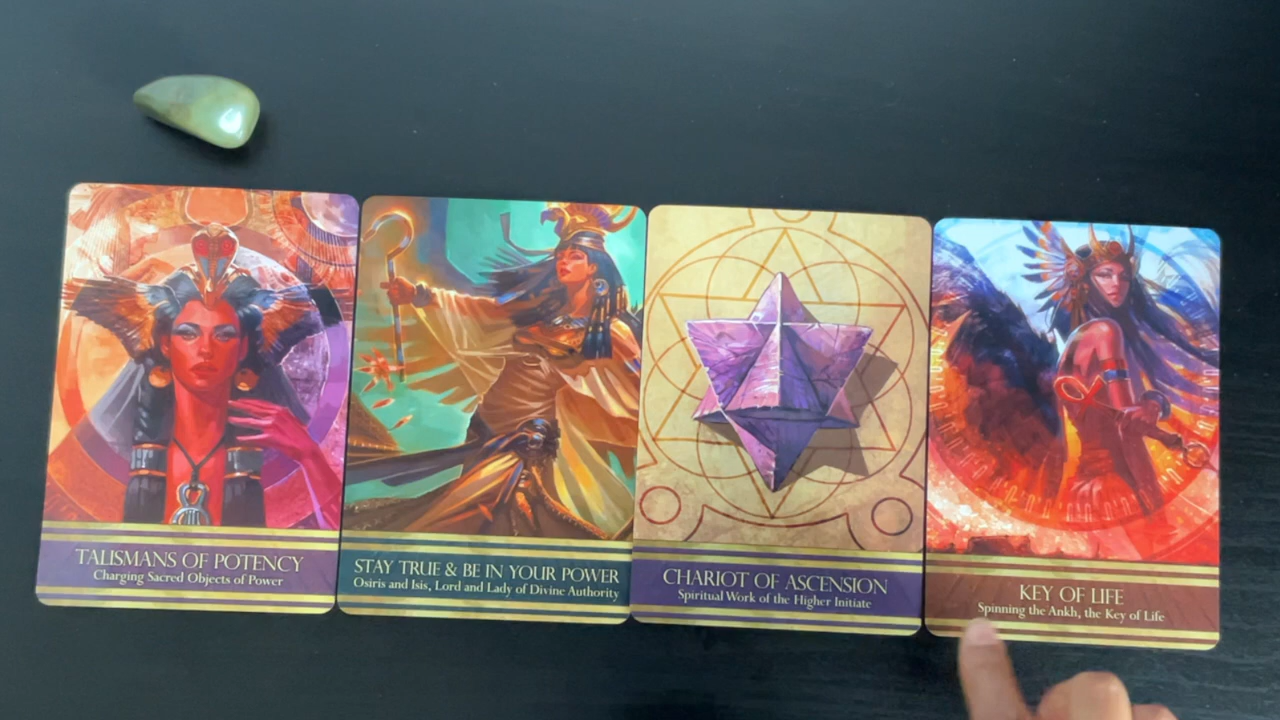 TALISMANS OF POTENCY
Charging Sacred Objects of Power
STAY TRUE & BE IN YOUR POWER
Osiris and Isis, Lord and Lady of Divine Authority
CHARIOT OF ASCENSION
Spiritual Work of the Higher Initiate
KEY OF LIFE
Spinning the Ankh, the Key of Life